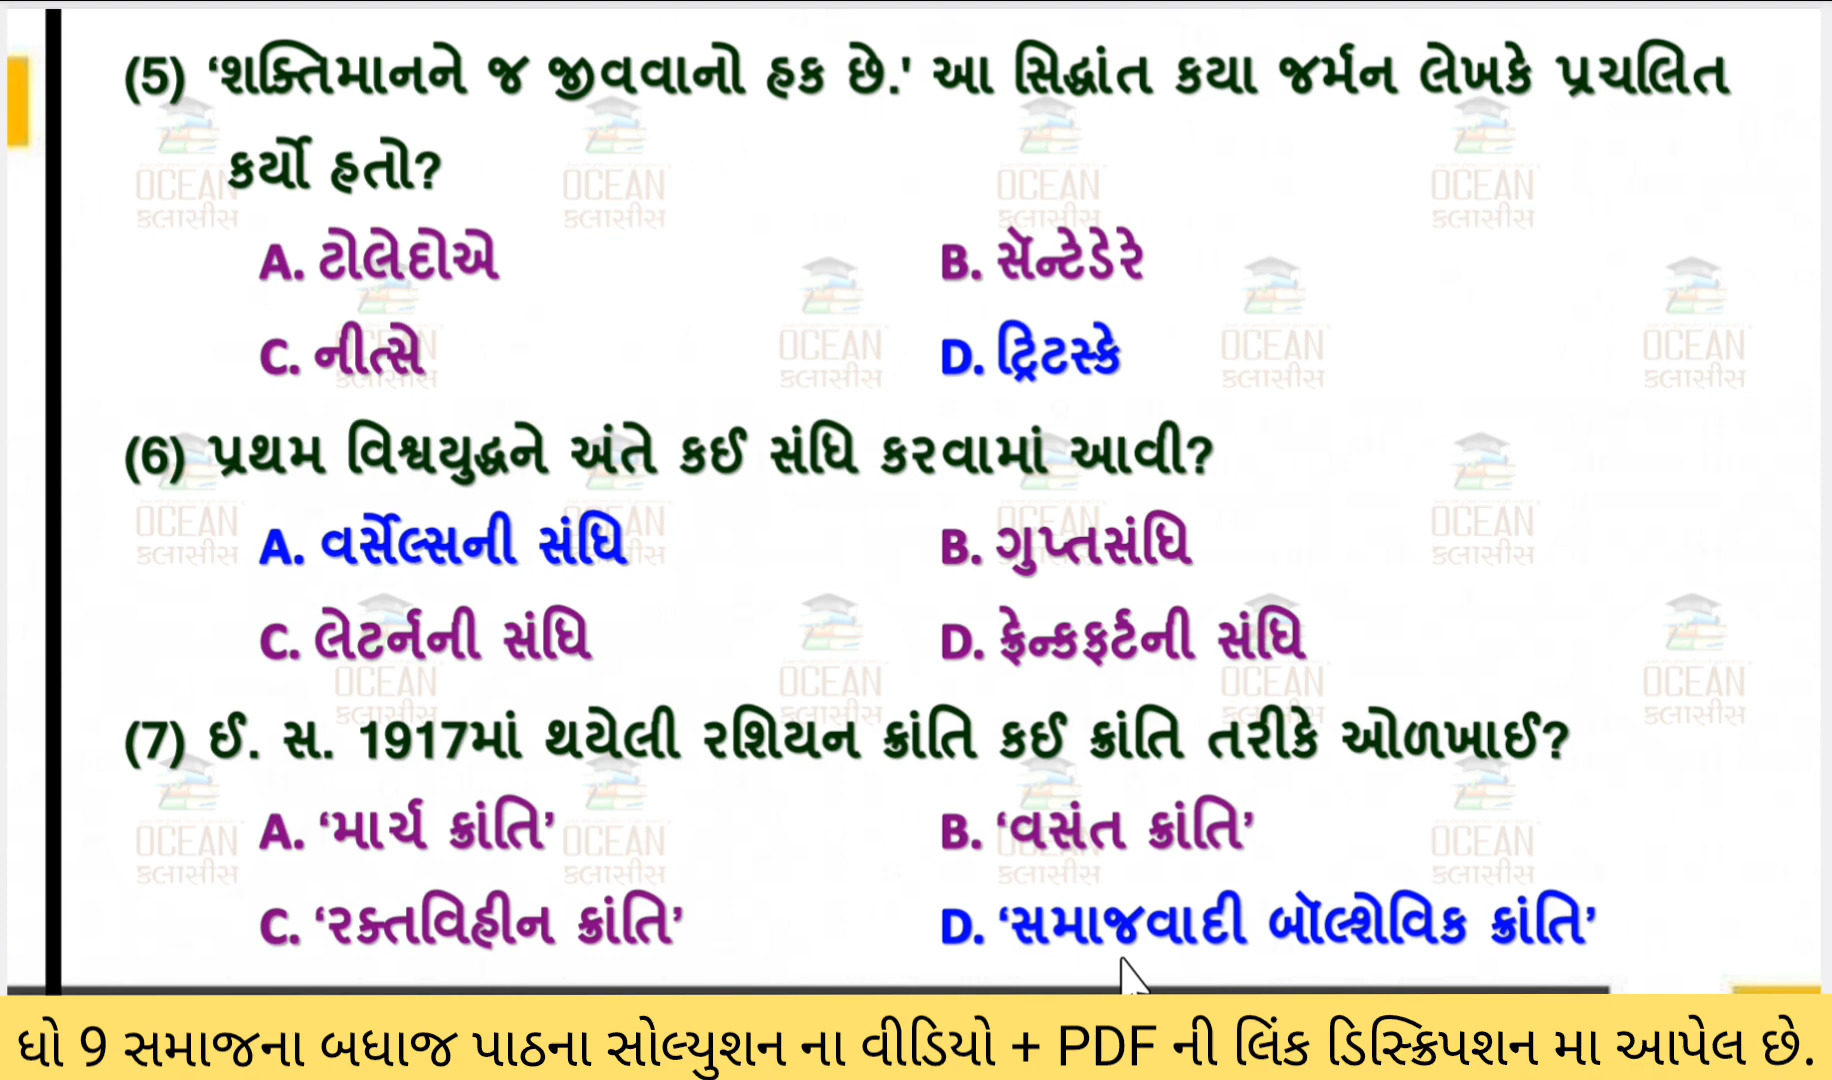 (5) ‘શક્તિમાનને જ જીવવાનો હક છે.' આ સિદ્ધાંત કયા જર્મન લેખકે પ્રચલિત
કર્યો હતો?
A. ટોલેદોએ B. સૅન્ટેડેરે
C. નીત્સે D. ટ્રિટસ્કે
(6) પ્રથમ વિશ્વયુદ્ધને અંતે કઈ સંધિ કરવામાં આવી?
A. વર્સેલ્સની સંધિ B. ગુપ્તસંધિ
C. લેટર્નની સંધિ D. ફ્રેન્કફર્ટની સંધિ
(7) ઈ. સ. 1917માં થયેલી રશિયન ક્રાંતિ કઈ ક્રાંતિ તરીકે ઓળખાઈ?
A. ‘માર્ચ ક્રાંતિ’ B. ‘વસંત ક્રાંતિ’
C. ‘રક્તવિહીન ક્રાંતિ’ D. ‘સમાજવાદી બૉલ્શેવિક ક્રાંતિ’
ધો 9 સમાજના બધાજ પાઠના સોલ્યુશન ના વીડિયો + PDF ની લિંક ડિસ્ક્રિપશન મા આપેલ છે.
OCEAN
ક્લાસીસ